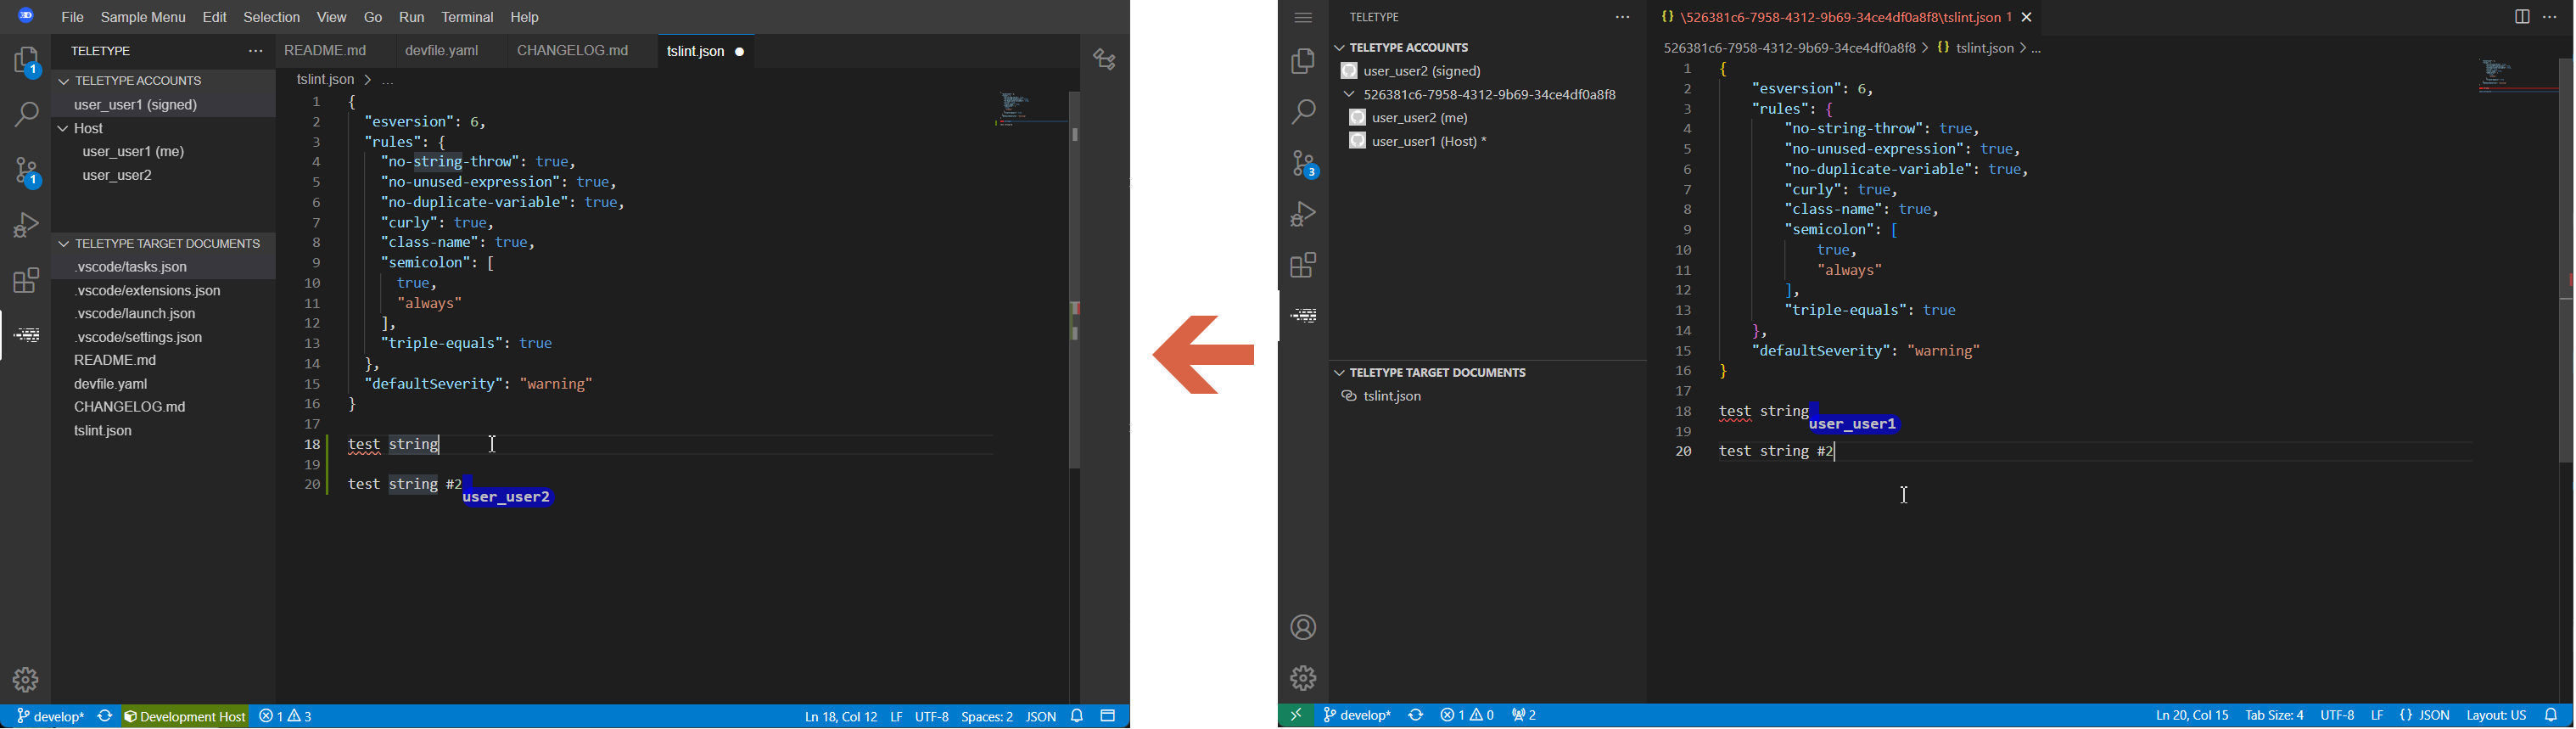 File Sample Menu Edit Selection View Go Run Terminal Help
TELETYPE ...
1
1
TELETYPE ACCOUNTS
user_user1 (signed)
Host
user_user1 (me)
user_user2
TELETYPE TARGET DOCUMENTS
.vscode/tasks.json
.vscode/extensions.json
.vscode/launch.json
.vscode/settings.json
README.md
devfile.yaml
CHANGELOG.md
tslint.json
README.md devfile.yaml CHANGELOG.md tslint.json ●
tslint.json > ...
1 {
2 "esversion": 6,
3 "rules": {
4 "no-string-throw": true,
5 "no-unused-expression": true,
6 "no-duplicate-variable": true,
7 "curly": true,
8 "class-name": true,
9 "semicolon": [
10 true,
11 "always"
12 ],
13 "triple-equals": true
14 },
15 "defaultSeverity": "warning"
16 }
17
18 test string
19
20 test string #2
user_user2
develop* Development Host 1 3 Ln 18, Col 12 LF UTF-8 Spaces: 2 JSON
TELETYPE ...
3
TELETYPE ACCOUNTS
user_user2 (signed)
526381c6-7958-4312-9b69-34ce4df0a8f8
user_user2 (me)
user_user1 (Host) *
TELETYPE TARGET DOCUMENTS
tslint.json
{} \526381c6-7958-4312-9b69-34ce4df0a8f8\tslint.json 1 ×
...
526381c6-7958-4312-9b69-34ce4df0a8f8 > {} tslint.json > ...
1 {
2 "esversion": 6,
3 "rules": {
4 "no-string-throw": true,
5 "no-unused-expression": true,
6 "no-duplicate-variable": true,
7 "curly": true,
8 "class-name": true,
9 "semicolon": [
10 true,
11 "always"
12 ],
13 "triple-equals": true
14 },
15 "defaultSeverity": "warning"
16 }
17
18 test string
user_user1
19
20 test string #2
develop* 1 0 2 Ln 20, Col 15 Tab Size: 4 UTF-8 LF {} JSON Layout: US